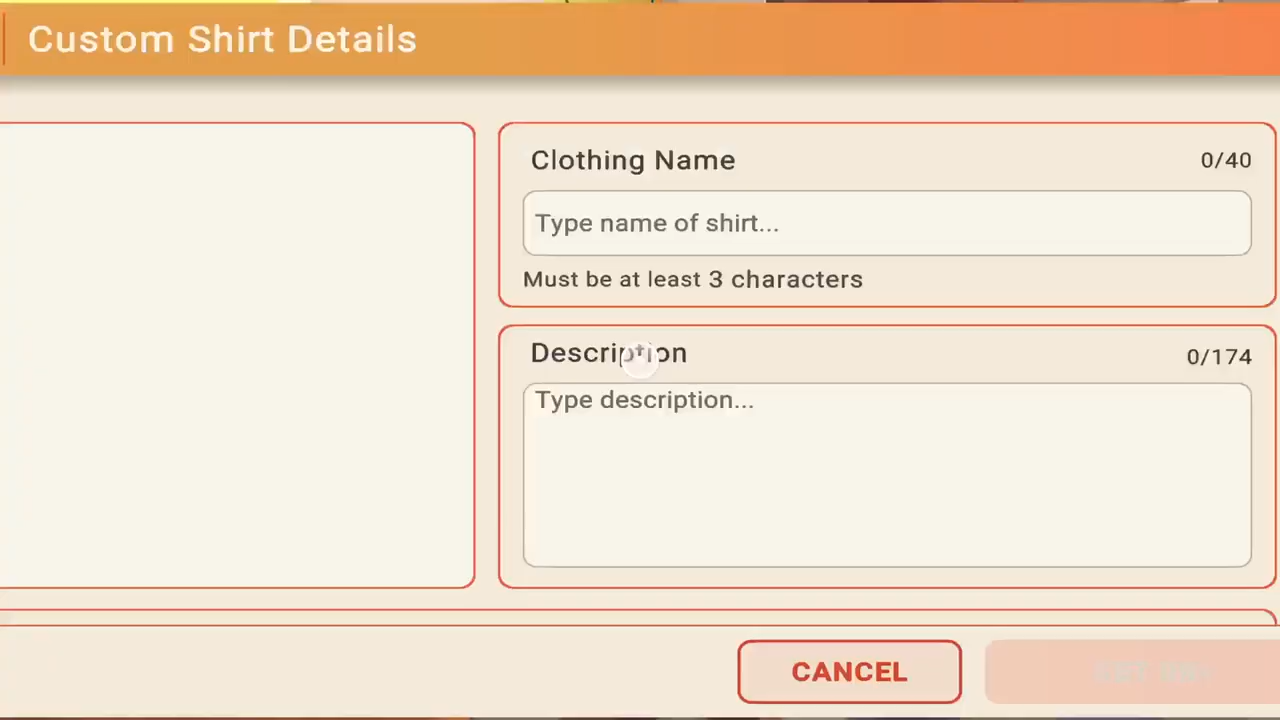 Custom Shirt Details
Clothing Name
0/40
Type name of shirt...
Must be at least 3 characters
Description
0/174
Type description...
CANCEL